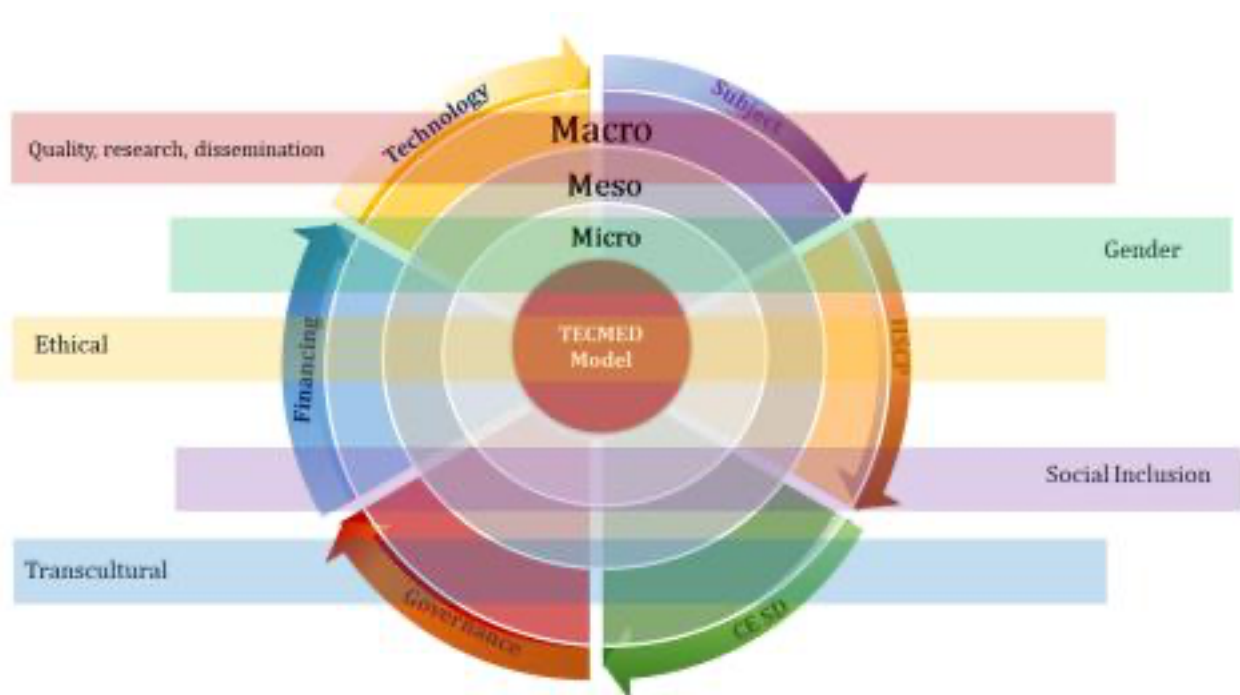 Technology
Subject
Macro
Quality, research, dissemination
Meso
Micro
Gender
TECMED
Model
Ethical
HSCP
Financing
Social Inclusion
Transcultural
Governance
CE SD